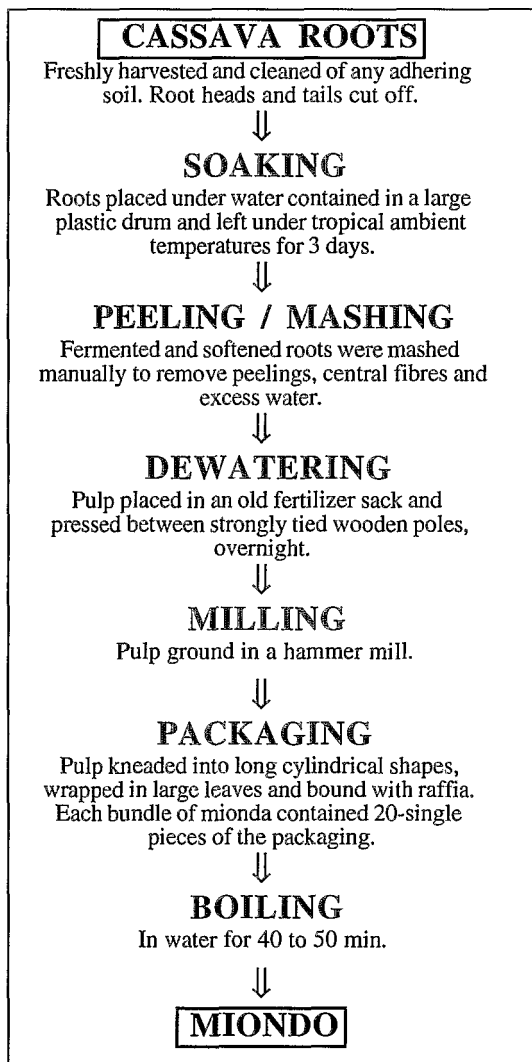 CASSAVA ROOTS
Freshly harvested and cleaned of any adhering
soil. Root heads and tails cut off.
⇓
SOAKING
Roots placed under water contained in a large
plastic drum and left under tropical ambient
temperatures for 3 days.
⇓
PEELING / MASHING
Fermented and softened roots were mashed
manually to remove peelings, central fibres and
excess water.
⇓
DEWATERING
Pulp placed in an old fertilizer sack and
pressed between strongly tied wooden poles,
overnight.
⇓
MILLING
Pulp ground in a hammer mill.
⇓
PACKAGING
Pulp kneaded into long cylindrical shapes,
wrapped in large leaves and bound with raffia.
Each bundle of mionda contained 20-single
pieces of the packaging.
⇓
BOILING
In water for 40 to 50 min.
⇓
MIONDO